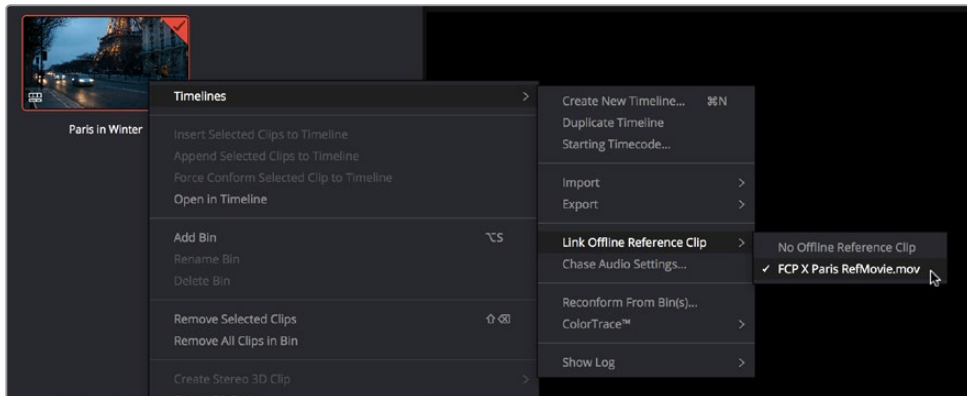 Paris in Winter
Timelines >
Insert Selected Clips to Timeline
Append Selected Clips to Timeline
Force Conform Selected Clip to Timeline
Open in Timeline
Add Bin ⌥S
Rename Bin
Delete Bin
Remove Selected Clips ⇧⌫
Remove All Clips in Bin
Create Stereo 3D Clip >
Create New Timeline... ⌘N
Duplicate Timeline
Starting Timecode...
Import >
Export >
Link Offline Reference Clip >
Chase Audio Settings...
Reconform From Bin(s)...
ColorTrace™ >
Show Log >
No Offline Reference Clip
✓ FCP X Paris RefMovie.mov